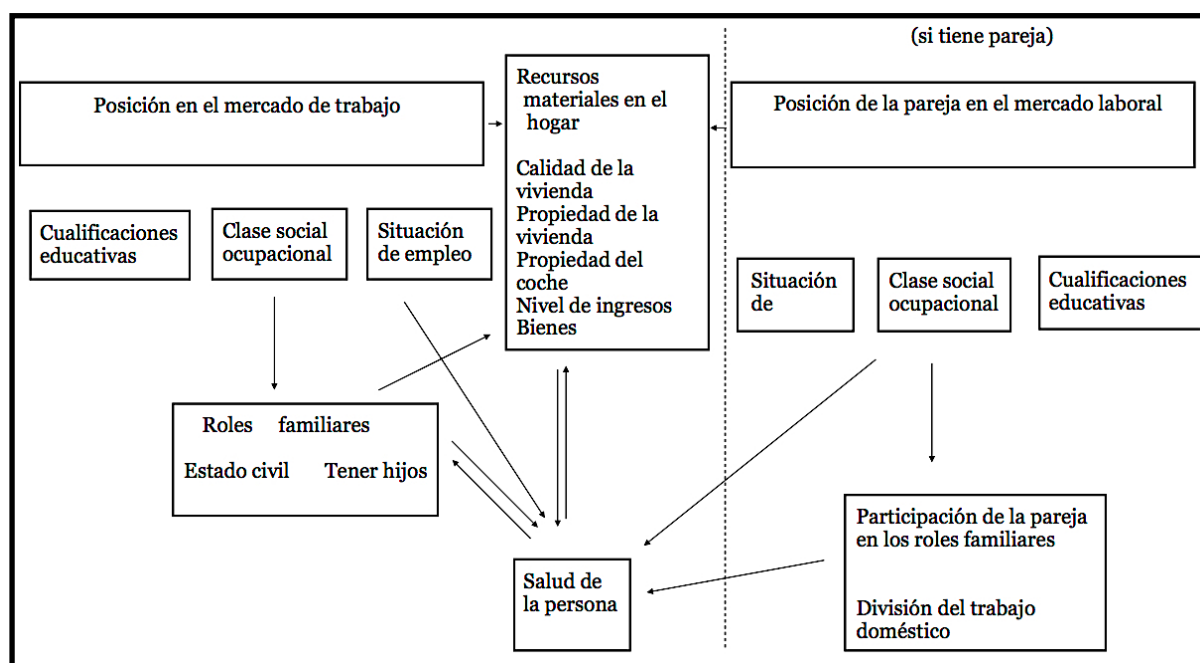 (si tiene pareja)
Posición en el mercado de trabajo
Recursos
materiales en el
hogar
Calidad de la
vivienda
Propiedad de la
vivienda
Propiedad del
coche
Nivel de ingresos
Bienes
Posición de la pareja en el mercado laboral
Cualificaciones
educativas
Clase social
ocupacional
Situación
de empleo
Situación
de
Clase social
ocupacional
Cualificaciones
educativas
Roles familiares
Estado civil Tener hijos
Salud de
la persona
Participación de la pareja
en los roles familiares
División del trabajo
doméstico